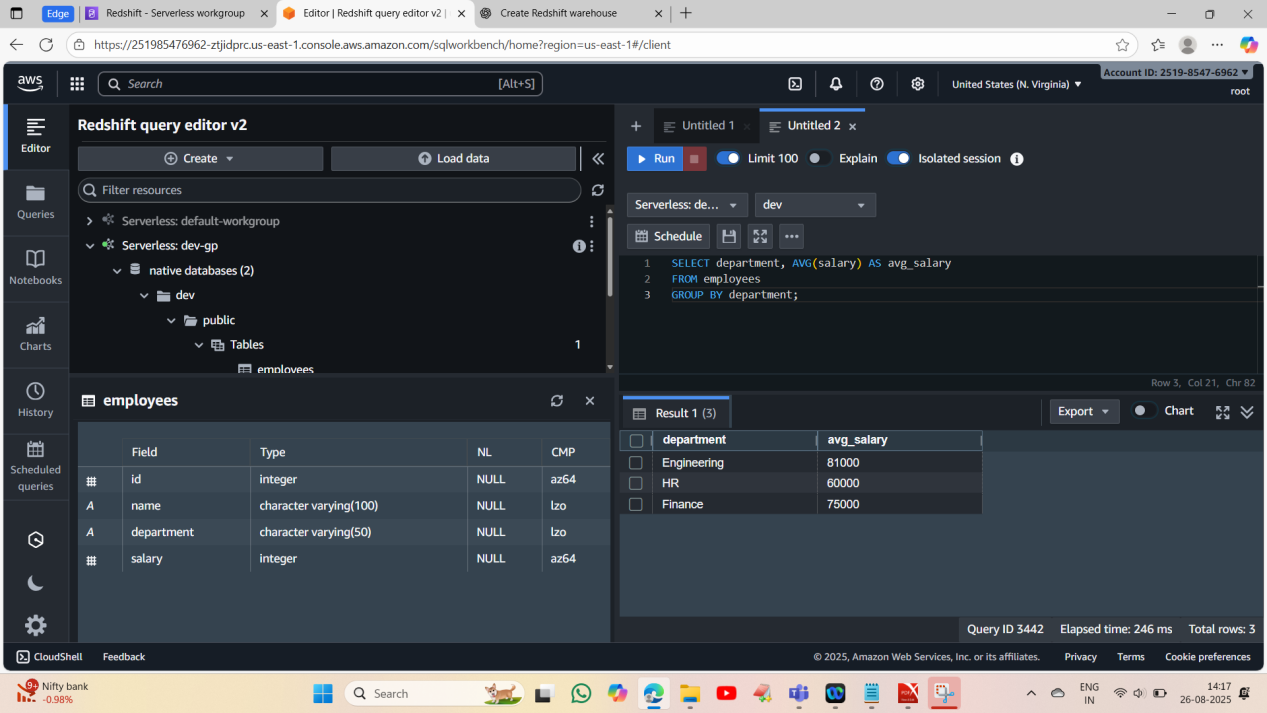 Edge
Redshift - Serverless workgroup
Editor | Redshift query editor v2 |
Create Redshift warehouse
https://251985476962-ztjidprc.us-east-1.console.aws.amazon.com/sqlworkbench/home?region=us-east-1#/client
aws
Search
[Alt+S]
United States (N. Virginia)
Account ID: 2519-8547-6962
root
Editor
Queries
Notebooks
Charts
History
Scheduled
queries
Redshift query editor v2
Create
Load data
Filter resources
Serverless: default-workgroup
Serverless: dev-gp
native databases (2)
dev
public
Tables 1
employees
employees
Field Type NL CMP
id integer NULL az64
name character varying(100) NULL lzo
department character varying(50) NULL lzo
salary integer NULL az64
Untitled 1
Untitled 2
Run
Limit 100
Explain
Isolated session
Serverless: de...
dev
Schedule
1 SELECT department, AVG(salary) AS avg_salary
2 FROM employees
3 GROUP BY department;
Row 3, Col 21, Chr 82
Result 1 (3)
Export
Chart
department avg_salary
Engineering 81000
HR 60000
Finance 75000
Query ID 3442 Elapsed time: 246 ms Total rows: 3
CloudShell
Feedback
© 2025, Amazon Web Services, Inc. or its affiliates.
Privacy
Terms
Cookie preferences
9+
Nifty bank
-0.98%
Search
ENG
IN
14:17
26-08-2025